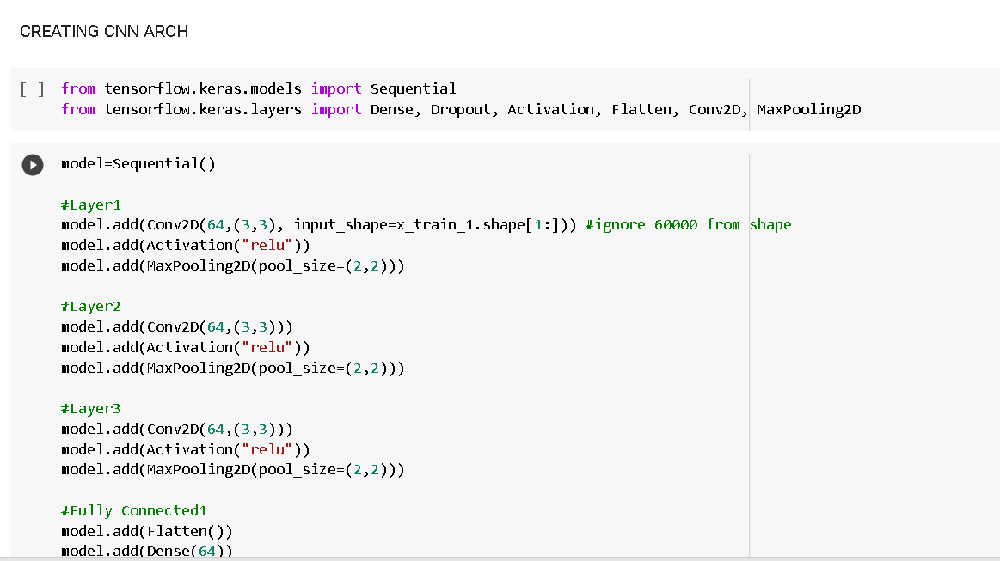 CREATING CNN ARCH
[ ] from tensorflow.keras.models import Sequential
from tensorflow.keras.layers import Dense, Dropout, Activation, Flatten, Conv2D, MaxPooling2D
model=Sequential()
#Layer1
model.add(Conv2D(64,(3,3), input_shape=x_train_1.shape[1:])) #ignore 60000 from shape
model.add(Activation("relu"))
model.add(MaxPooling2D(pool_size=(2,2)))
#Layer2
model.add(Conv2D(64,(3,3)))
model.add(Activation("relu"))
model.add(MaxPooling2D(pool_size=(2,2)))
#Layer3
model.add(Conv2D(64,(3,3)))
model.add(Activation("relu"))
model.add(MaxPooling2D(pool_size=(2,2)))
#Fully Connected1
model.add(Flatten())
model.add(Dense(64))